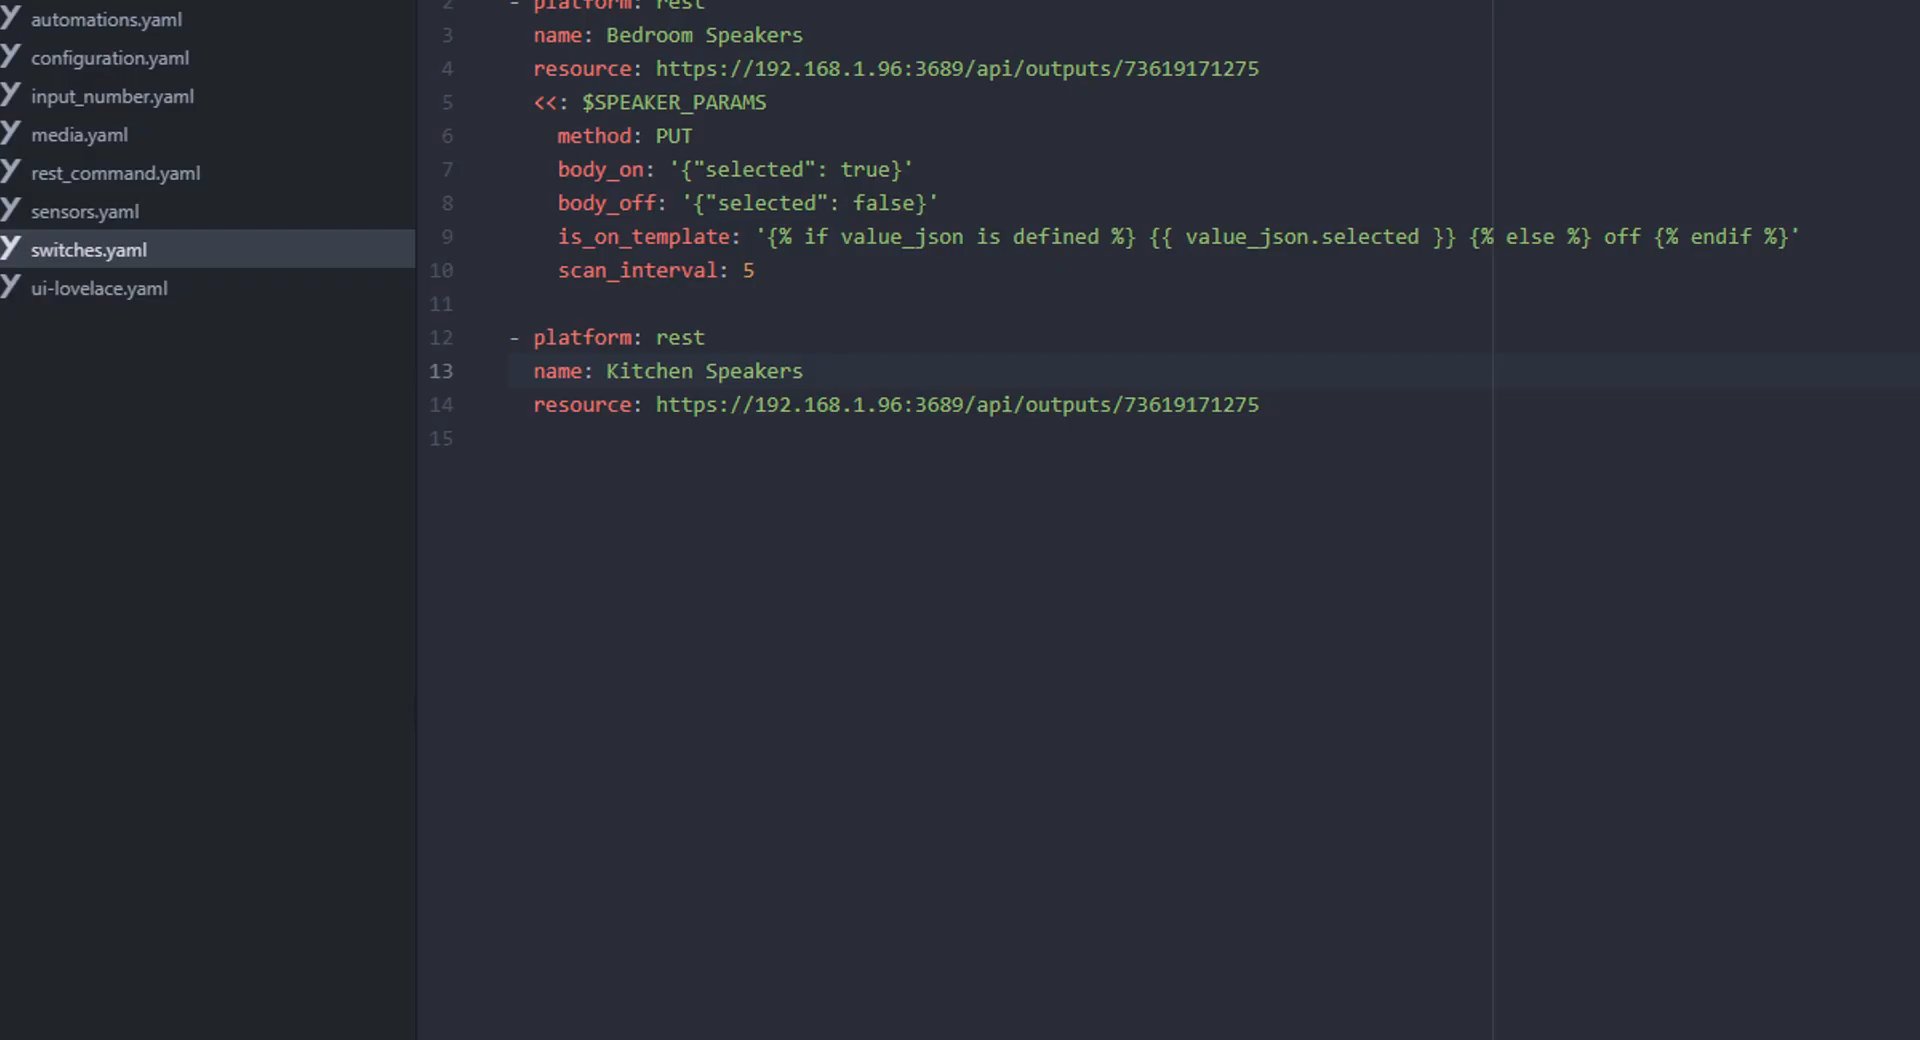 automations.yaml
configuration.yaml
input_number.yaml
media.yaml
rest_command.yaml
sensors.yaml
switches.yaml
ui-lovelace.yaml
2 - platform: rest
3 name: Bedroom Speakers
4 resource: https://192.168.1.96:3689/api/outputs/73619171275
5 <<: $SPEAKER_PARAMS
6 method: PUT
7 body_on: '{"selected": true}'
8 body_off: '{"selected": false}'
9 is_on_template: '{% if value_json is defined %} {{ value_json.selected }} {% else %} off {% endif %}'
10 scan_interval: 5
11
12 - platform: rest
13 name: Kitchen Speakers
14 resource: https://192.168.1.96:3689/api/outputs/73619171275
15